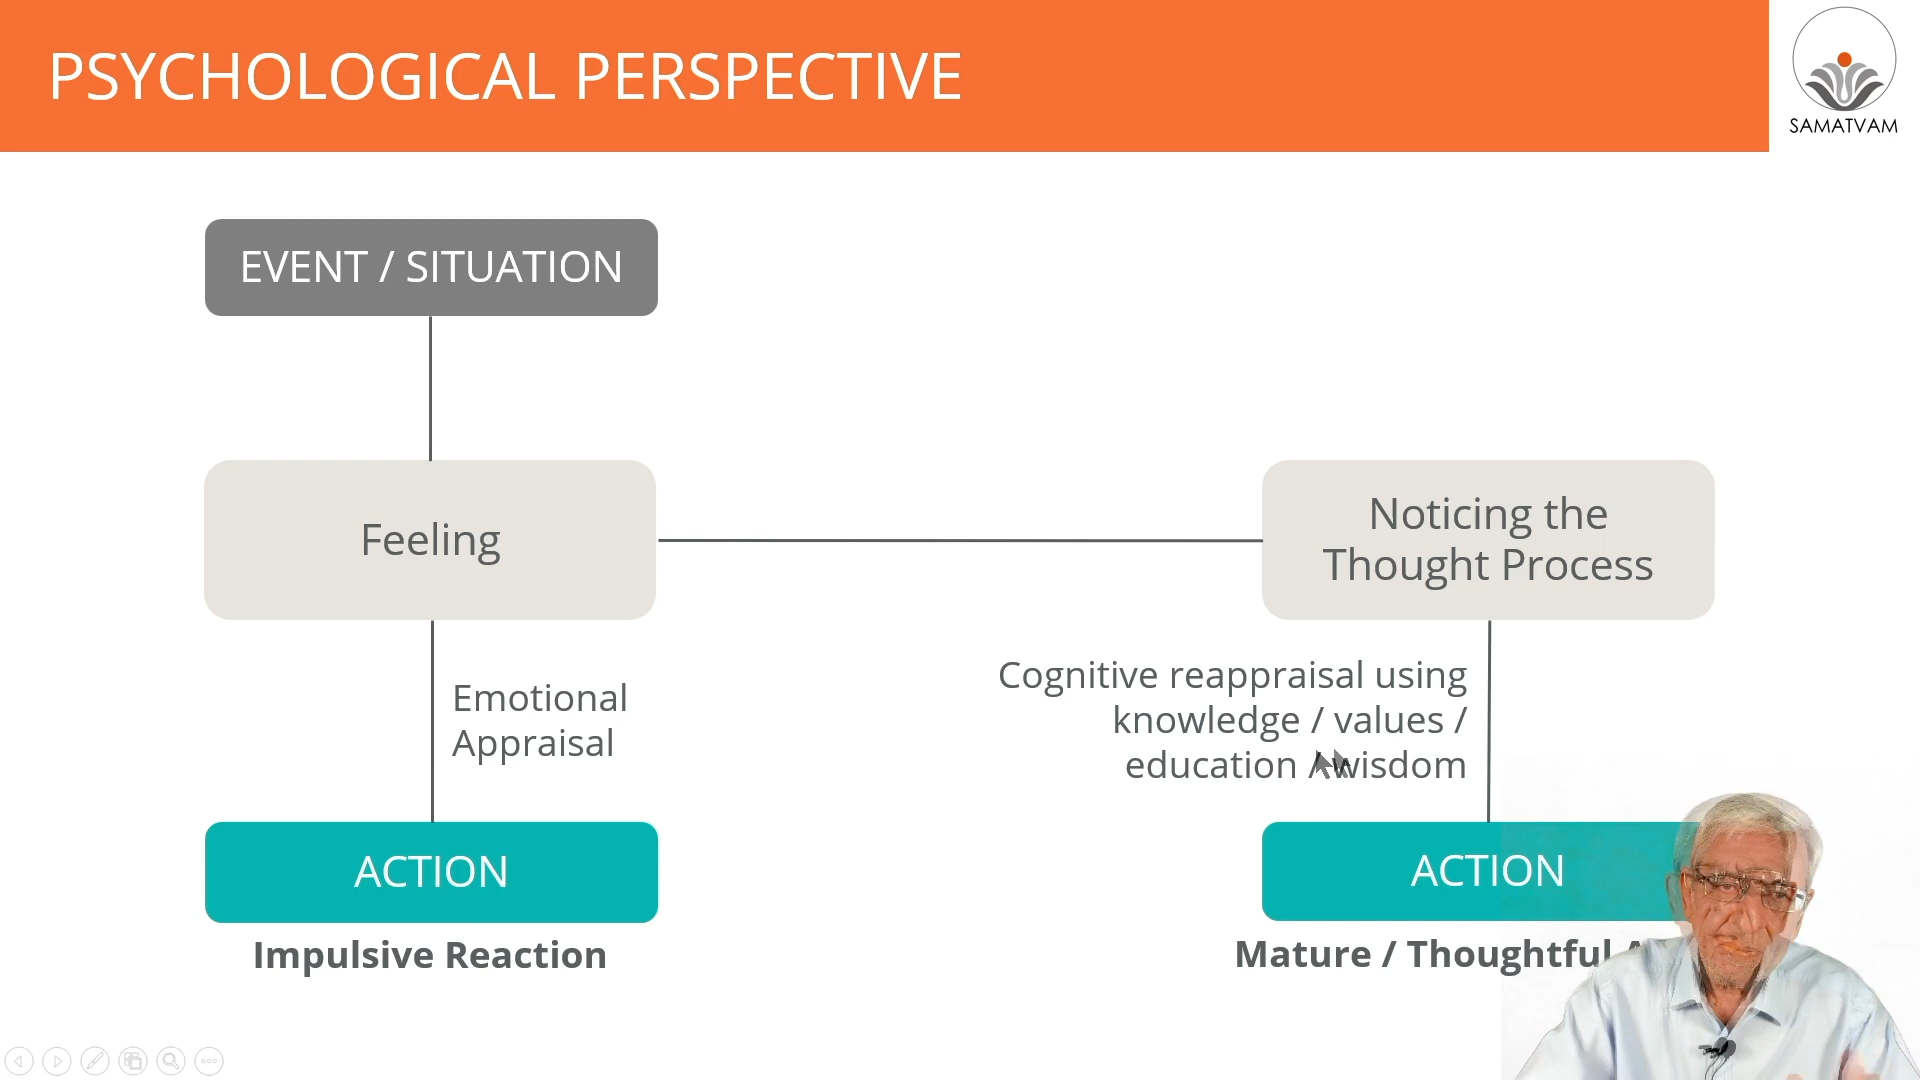 PSYCHOLOGICAL PERSPECTIVE
SAMATVAM
EVENT / SITUATION
Feeling
Noticing the
Thought Process
Emotional
Appraisal
Cognitive reappraisal using
knowledge / values /
education / wisdom
ACTION
ACTION
Impulsive Reaction
Mature / Thoughtful